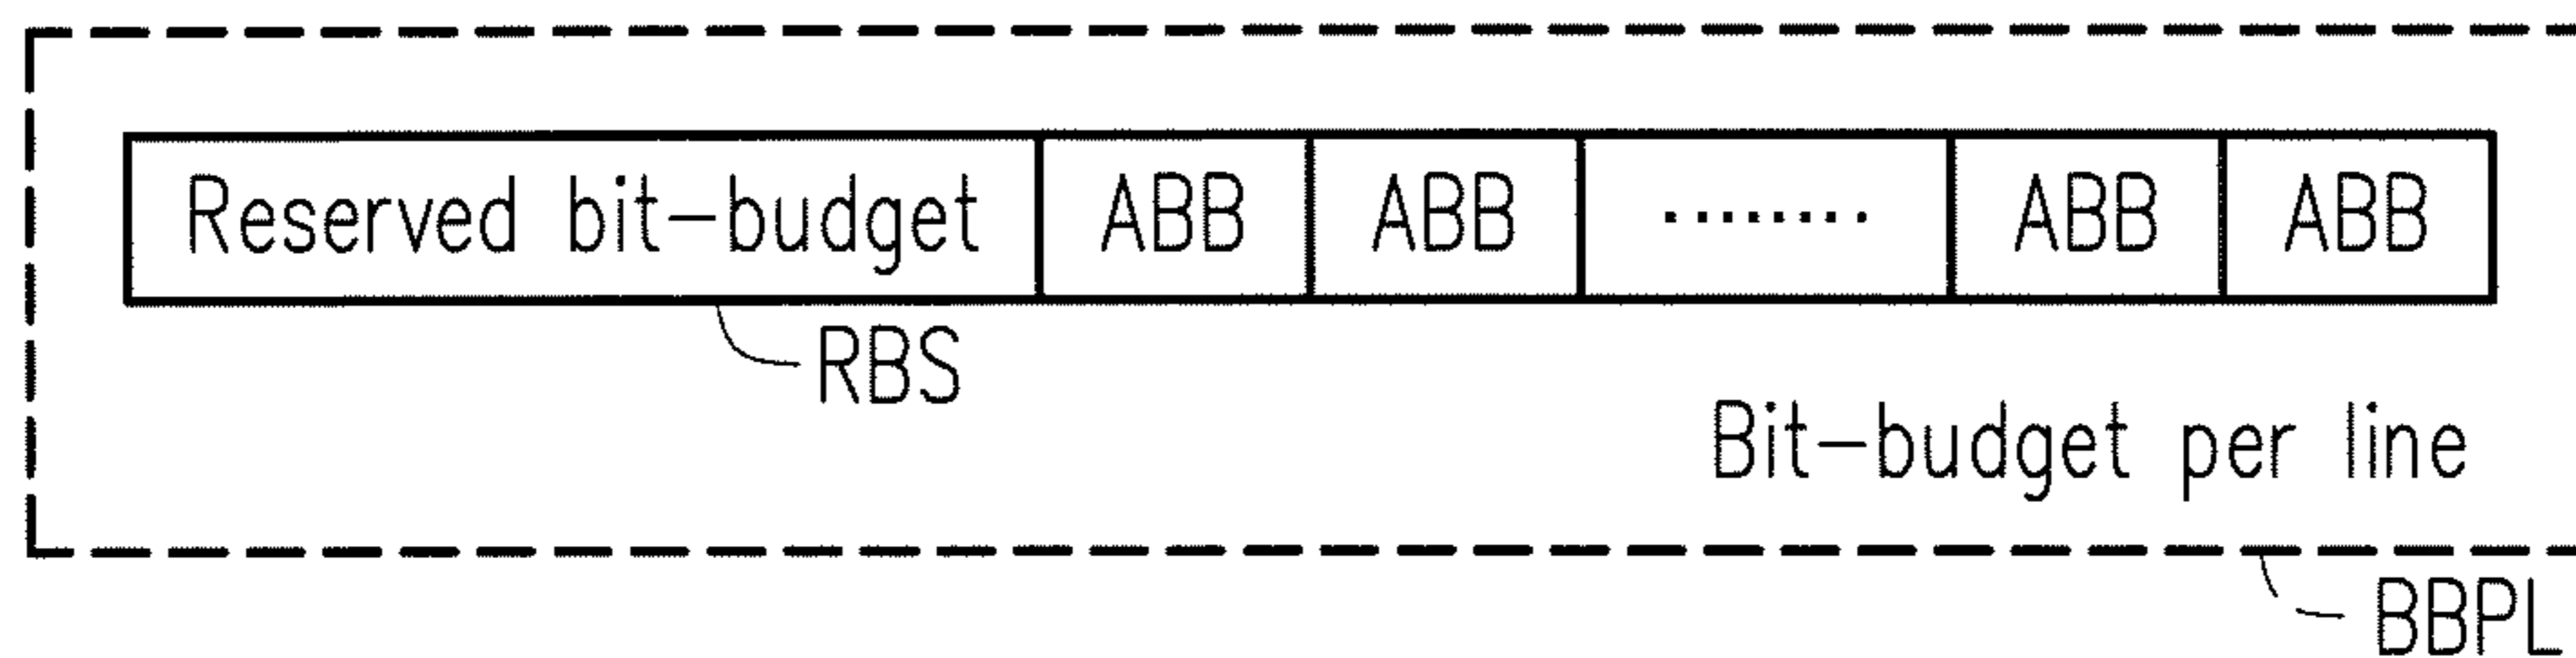 Reserved bit-budget ABB ABB ........ ABB ABB
RBS
Bit-budget per line
BBPL